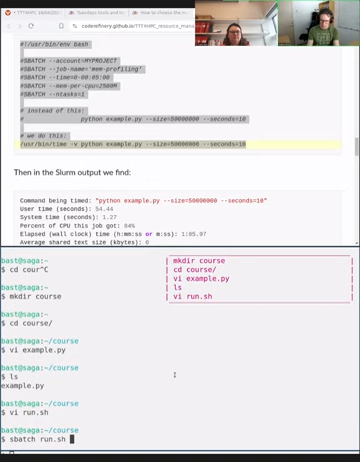 coderefinery.github.io/TTT4HPC_resource_mana
#!/usr/bin/env bash
#SBATCH --account=MYPROJECT
#SBATCH --job-name='mem-profiling'
#SBATCH --time=0-00:05:00
#SBATCH --mem-per-cpu=2500M
#SBATCH --ntasks=1
# instead of this:
# python example.py --size=50000000 --seconds=10
# we do this:
/usr/bin/time -v python example.py --size=50000000 --seconds=10
Then in the Slurm output we find:
Command being timed: "python example.py --size=50000000 --seconds=10"
User time (seconds): 54.44
System time (seconds): 1.27
Percent of CPU this job got: 84%
Elapsed (wall clock) time (h:mm:ss or m:ss): 1:05.97
Average shared text size (kbytes): 0
bast@saga:~
$ cd cour^C
bast@saga:~
$ mkdir course
bast@saga:~
$ cd course/
bast@saga:~/course
$ vi example.py
bast@saga:~/course
$ ls
example.py
bast@saga:~/course
$ vi run.sh
bast@saga:~/course
$ sbatch run.sh
| mkdir course |
| cd course/ |
| vi example.py |
| ls |
| vi run.sh |